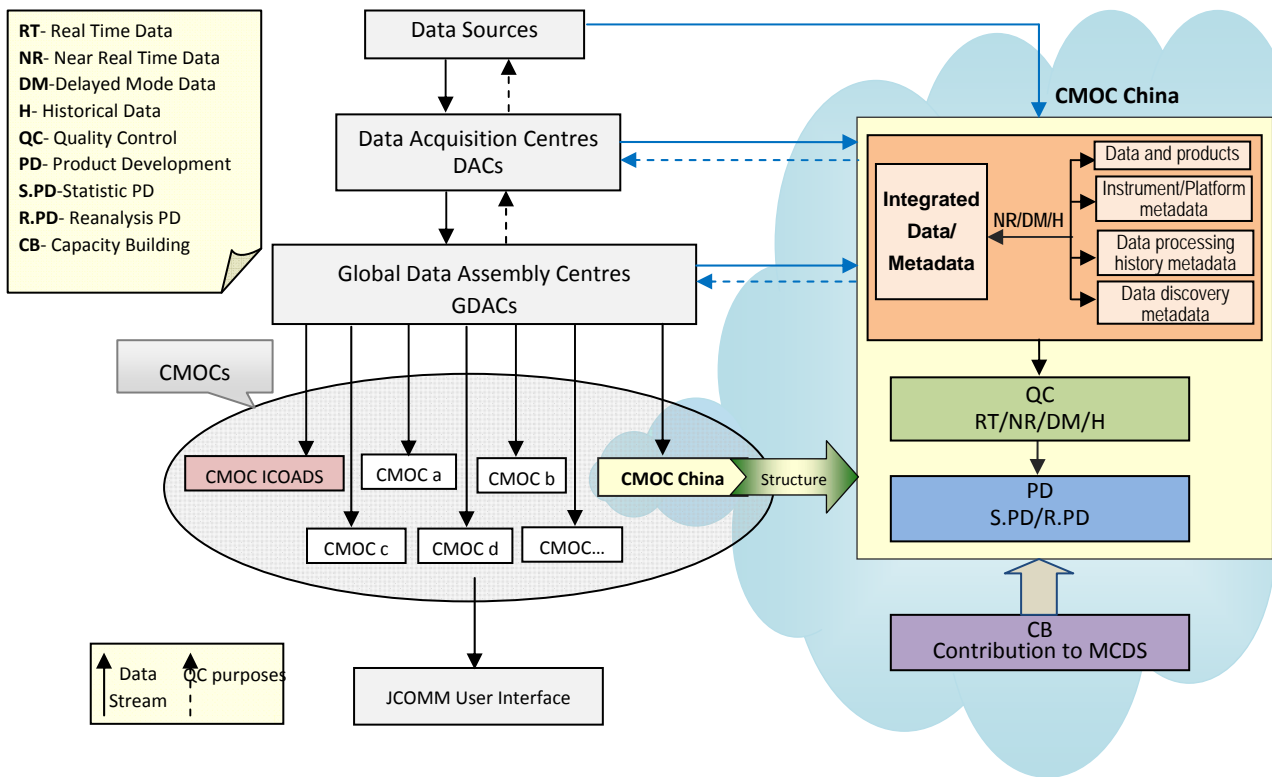 RT- Real Time Data
NR- Near Real Time Data
DM-Delayed Mode Data
H- Historical Data
QC- Quality Control
PD- Product Development
S.PD-Statistic PD
R.PD- Reanalysis PD
CB- Capacity Building
Data Sources
Data Acquisition Centres
DACs
Global Data Assembly Centres
GDACs
CMOCs
CMOC ICOADS
CMOC a
CMOC b
CMOC China
CMOC c
CMOC d
CMOC...
Structure
JCOMM User Interface
Data
Stream
QC purposes
CMOC China
Integrated
Data/
Metadata
NR/DM/H
Data and products
Instrument/Platform
metadata
Data processing
history metadata
Data discovery
metadata
QC
RT/NR/DM/H
PD
S.PD/R.PD
CB
Contribution to MCDS